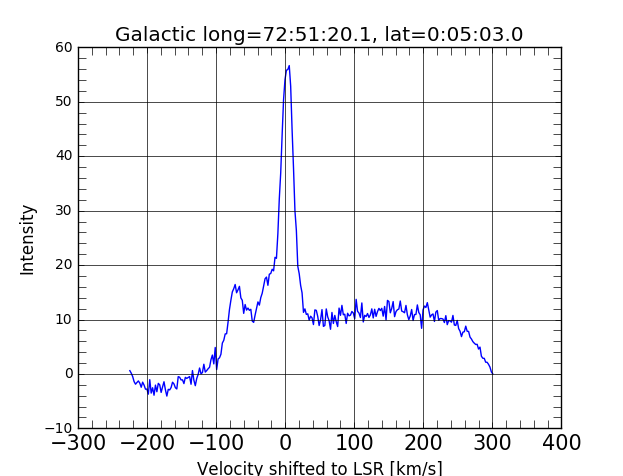 Galactic long=72:51:20.1, lat=0:05:03.0
60
50
40
30
20
10
0
−10
Intensity
−300 −200 −100 0 100 200 300 400
Velocity shifted to LSR [km/s]